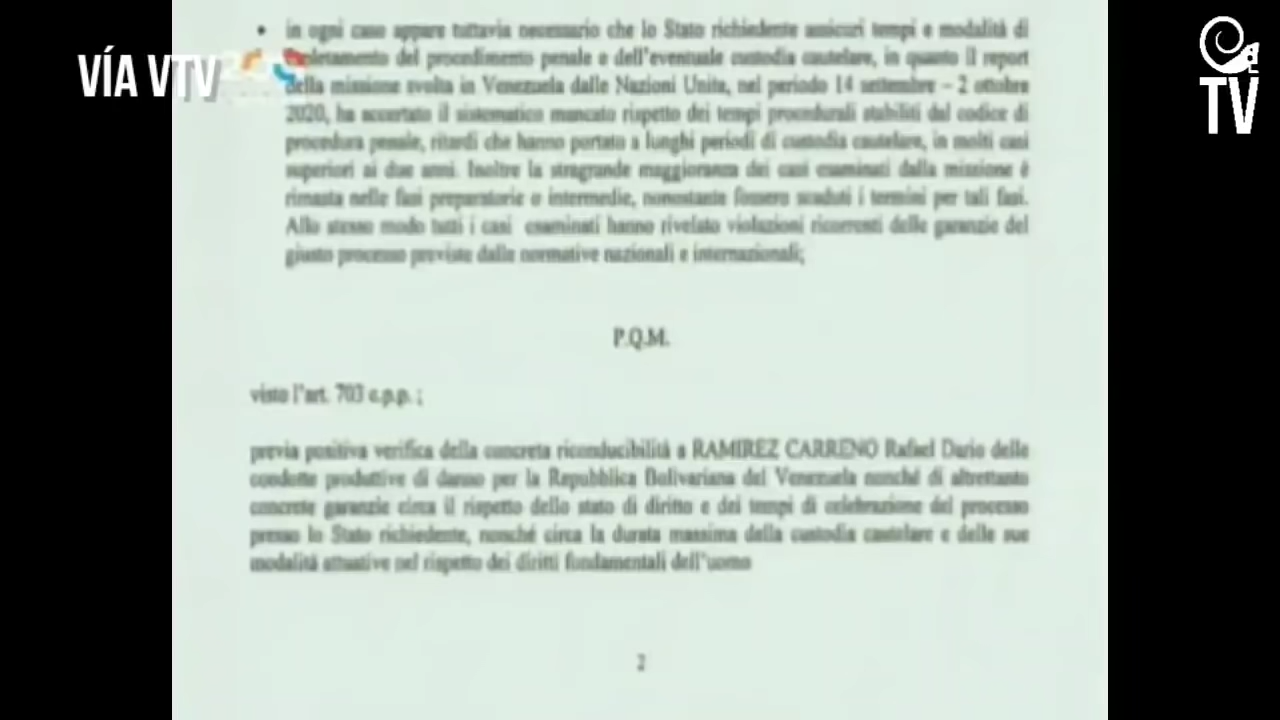 VÍA VTV
TV
in ogni caso appare tuttavia necessario che lo Stato richiedente assicuri tempi e modalità di
del procedimento penale e dell'eventuale custodia cautelare, in quanto il report
della missione svolta in Venezuela dalle Nazioni Unite, nel periodo 14 settembre – 2 ottobre
2020, ha accertato il sistematico mancato rispetto dei tempi procedurali stabiliti dal codice di
procedura penale, ritardi che hanno portato a lunghi periodi di custodia cautelare, in molti casi
superiori ai due anni. Inoltre la stragrande maggioranza dei casi esaminati dalla missione è
rimasta nelle fasi preparatorie o intermedie, nonostante fossero scaduti i termini per tali fasi.
Allo stesso modo tutti i casi esaminati hanno rivelato violazioni ricorrenti delle garanzie del
giusto processo previste dalle normative nazionali e internazionali;
P.Q.M.
visto l'art. 703 c.p.p. ;
previa positiva verifica della concreta riconducibilità a RAMIREZ CARRENO Rafael Dario delle
condotte produttive di danno per la Repubblica Bolivariana del Venezuela nonché di altrettanto
concrete garanzie circa il rispetto dello stato di diritto e dei tempi di celebrazione del processo
presso lo Stato richiedente, nonché circa la durata massima della custodia cautelare e delle sue
modalità attuative nel rispetto dei diritti fondamentali dell'uomo
2